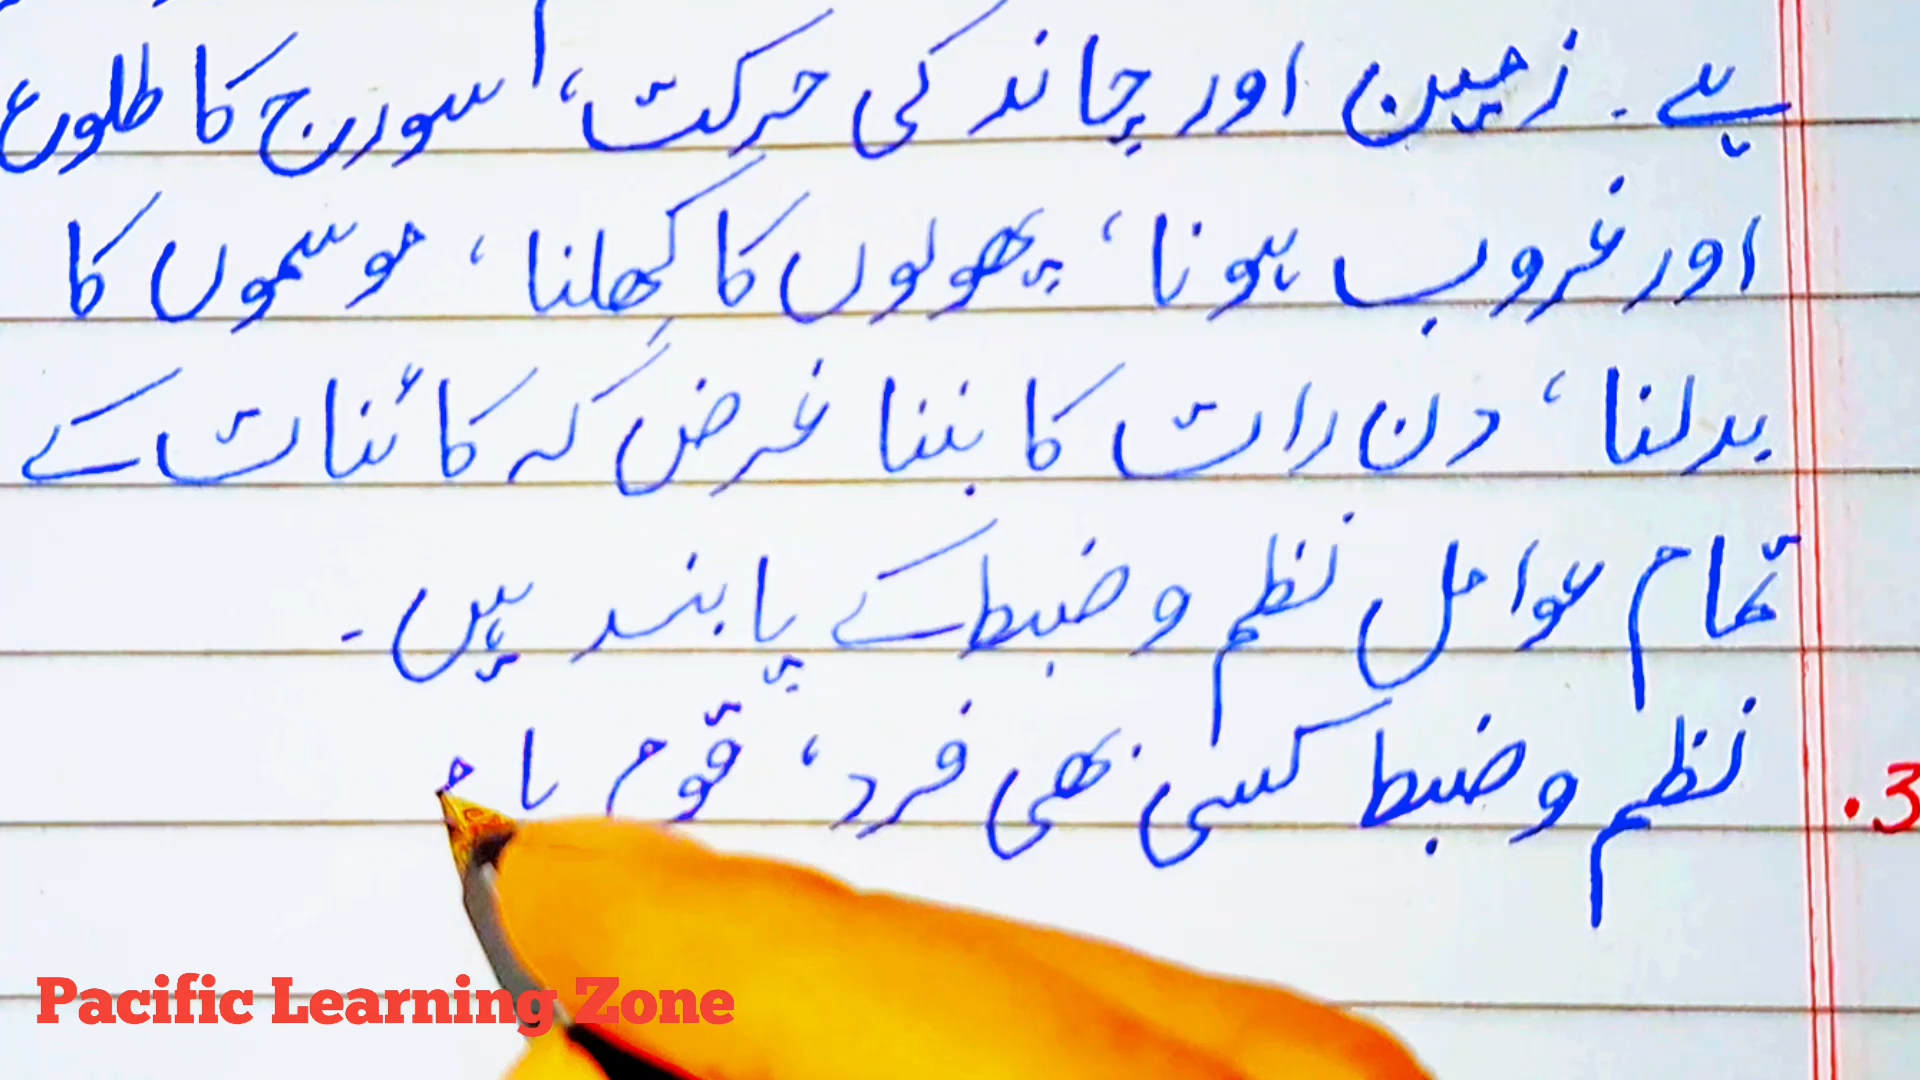 ہے ۔ زمین اور چاند کی حرکت، سورج کا طلوع
اور غروب ہونا، پھولوں کا کھِلنا، موسموں کا
بدلنا، دن رات کا بننا غرض کہ کائنات کے
تمام عوامل نظم و ضبط کے پابند ہیں ۔
3. نظم و ضبط کسی بھی فرد، قوم
Pacific Learning Zone